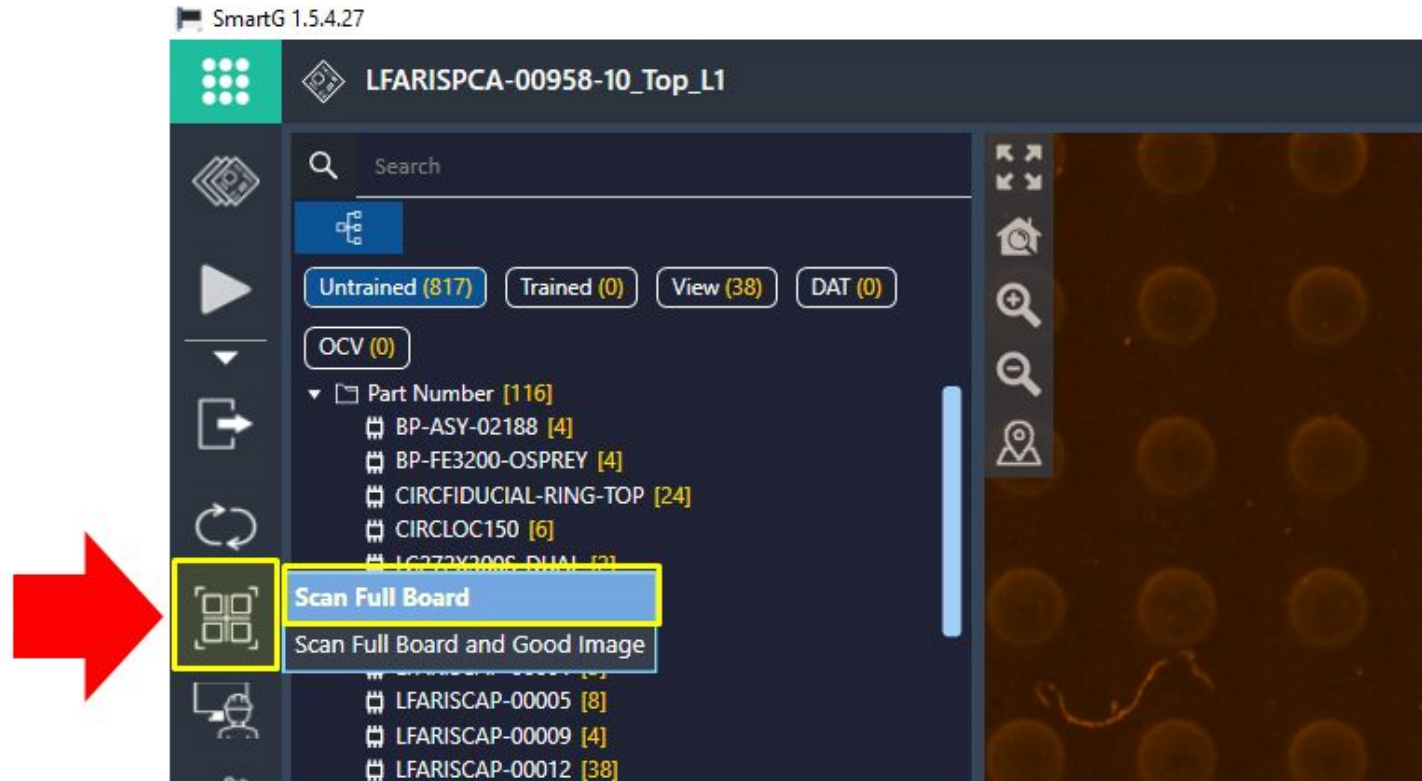 SmartG 1.5.4.27
LFARISPCA-00958-10_Top_L1
Search
Untrained (817) Trained (0) View (38) DAT (0)
OCV (0)
Part Number [116]
BP-ASY-02188 [4]
BP-FE3200-OSPREY [4]
CIRCFIDUCIAL-RING-TOP [24]
CIRCLOC150 [6]
Scan Full Board
Scan Full Board and Good Image
LFARISCAP-00005 [8]
LFARISCAP-00009 [4]
LFARISCAP-00012 [38]